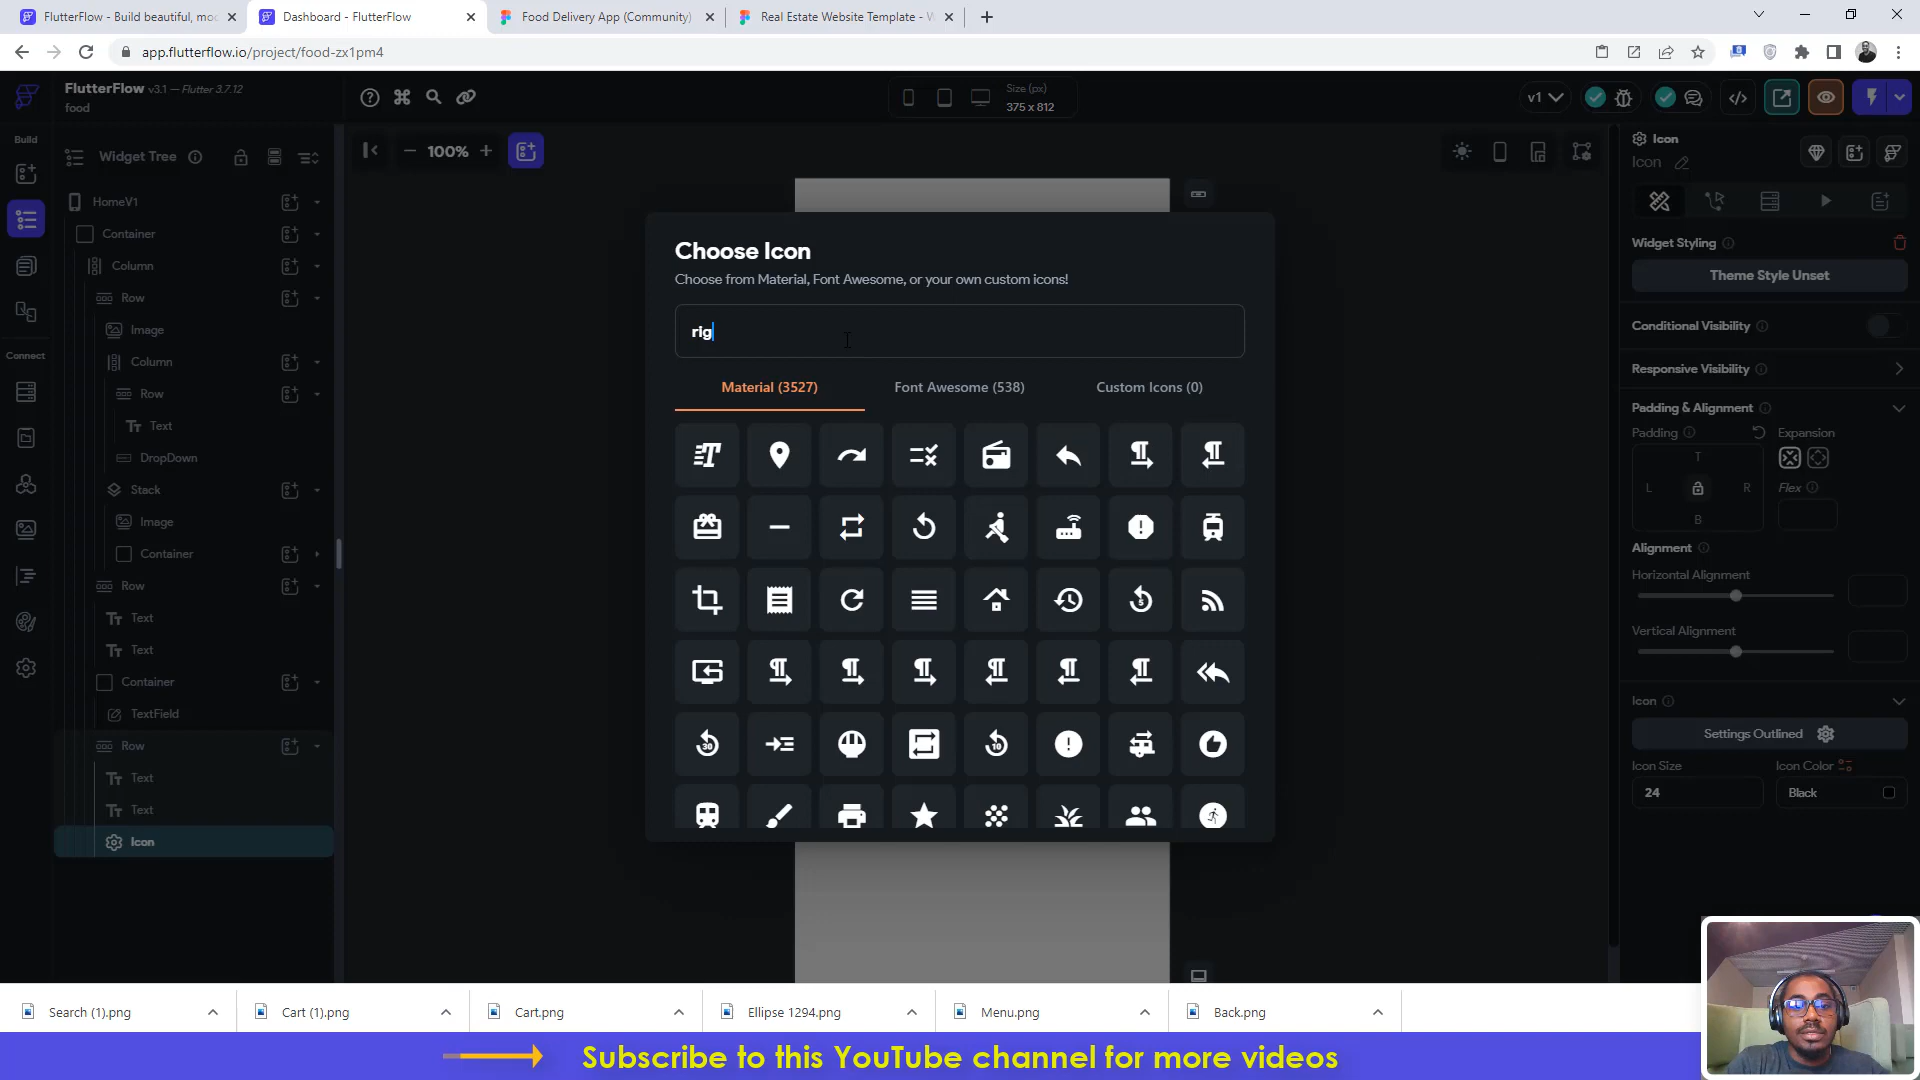 FlutterFlow - Build beautiful, mo
Dashboard - FlutterFlow
Food Delivery App (Community)
Real Estate Website Template - W
app.flutterflow.io/project/food-zx1pm4
FlutterFlow v3.1 — Flutter 3.7.12
food
Size (px)
375 x 812
v1
Build
Connect
Widget Tree
100%
HomeV1
Container
Column
Row
Image
Column
Row
Text
DropDown
Stack
Image
Container
Row
Text
Text
Container
TextField
Row
Text
Text
Icon
Choose Icon
Choose from Material, Font Awesome, or your own custom icons!
rig
Material (3527)
Font Awesome (538)
Custom Icons (0)
5
30
10
Icon
Icon
Widget Styling
Theme Style Unset
Conditional Visibility
Responsive Visibility
Padding & Alignment
Padding
Expansion
T
L
R
B
Flex
Alignment
Horizontal Alignment
Vertical Alignment
Icon
Settings Outlined
Icon Size
Icon Color
24
Black
Search (1).png
Cart (1).png
Cart.png
Ellipse 1294.png
Menu.png
Back.png
Subscribe to this YouTube channel for more videos